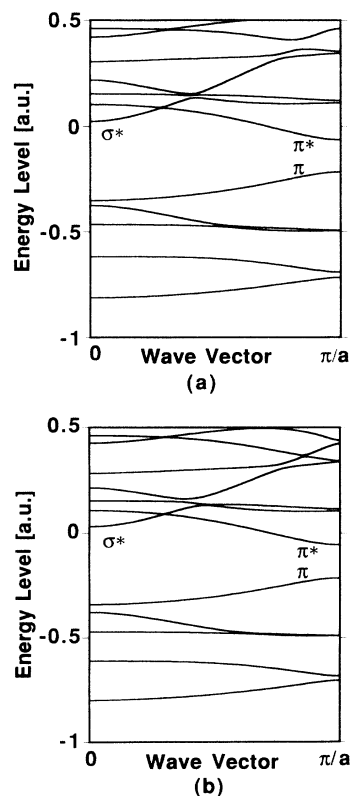 0.5
Energy Level [a.u.]
0
σ*
π*
π
-0.5
-1
0 Wave Vector π/a
(a)
0.5
Energy Level [a.u.]
0
σ*
π*
π
-0.5
-1
0 Wave Vector π/a
(b)